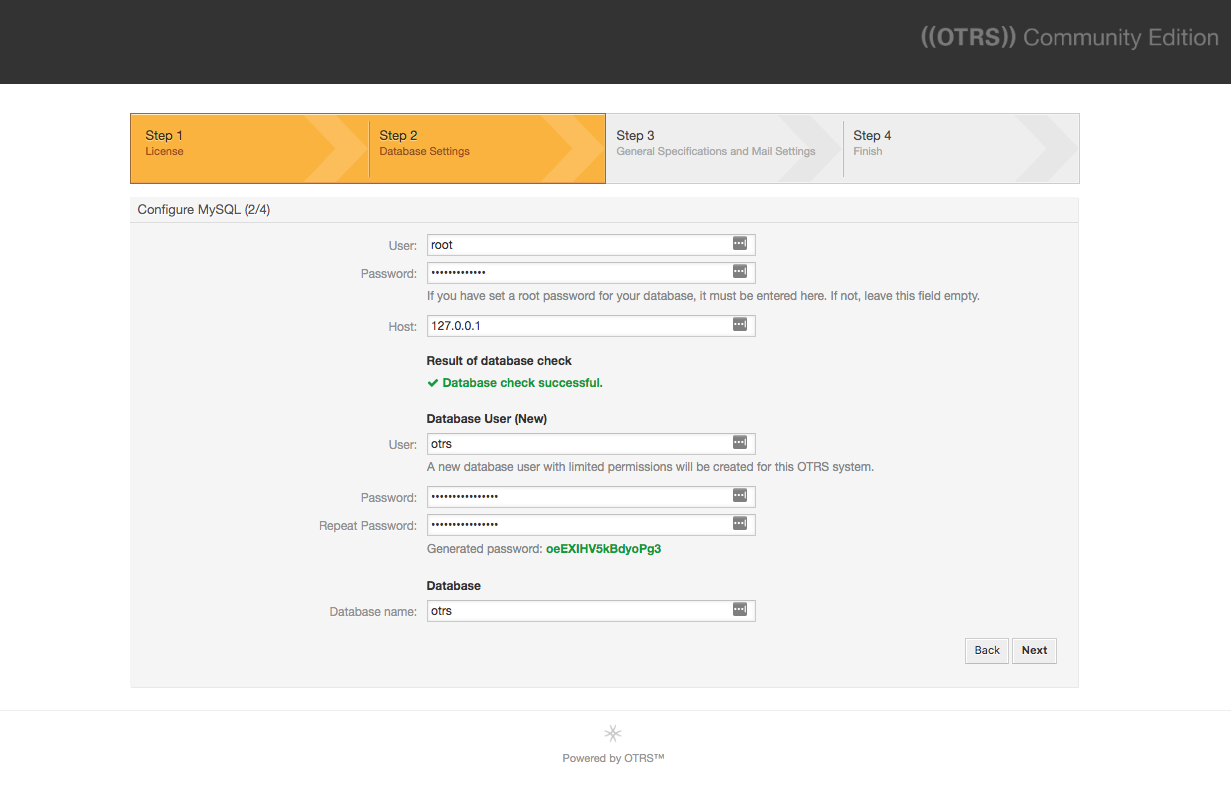 ((OTRS)) Community Edition
Step 1
License
Step 2
Database Settings
Step 3
General Specifications and Mail Settings
Step 4
Finish
Configure MySQL (2/4)
User: root
Password: •••••••••••••
If you have set a root password for your database, it must be entered here. If not, leave this field empty.
Host: 127.0.0.1
Result of database check
✔ Database check successful.
Database User (New)
User: otrs
A new database user with limited permissions will be created for this OTRS system.
Password: ••••••••••••••••
Repeat Password: ••••••••••••••••
Generated password: oeEXIHV5kBdyoPg3
Database
Database name: otrs
Back Next
Powered by OTRS™